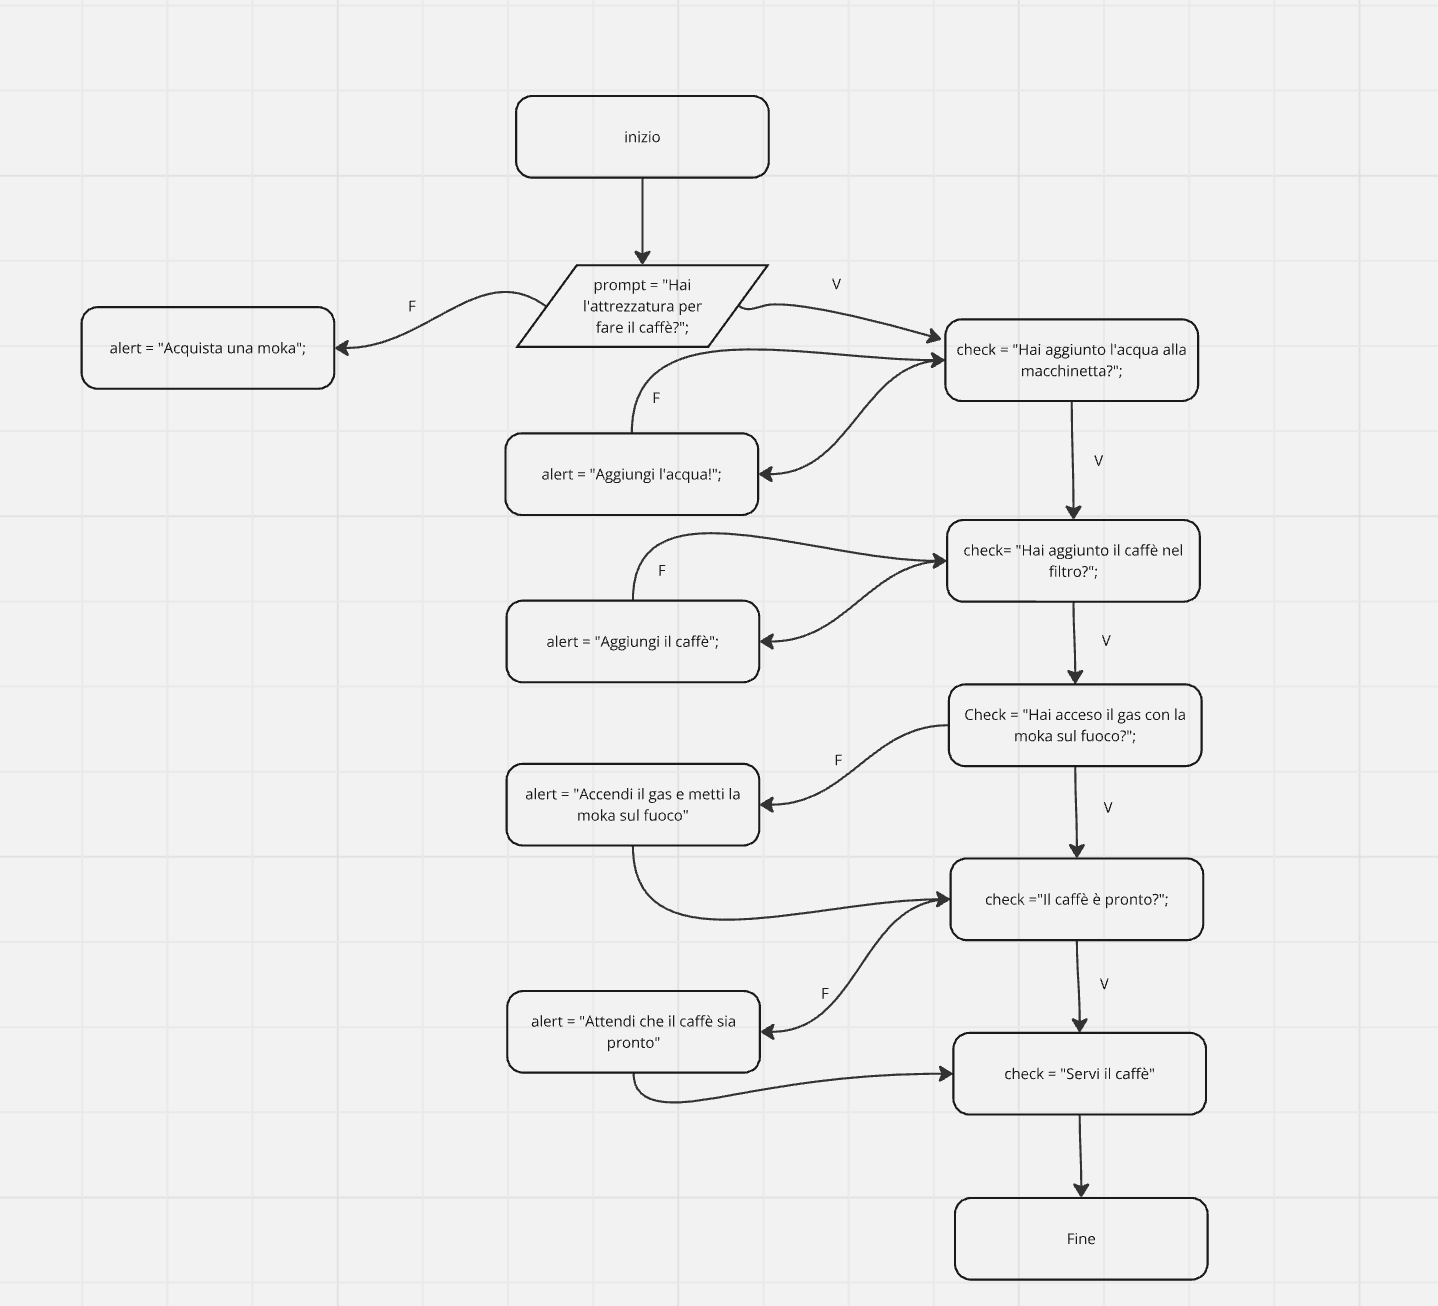 inizio
prompt = "Hai
l'attrezzatura per
fare il caffè?";
V
F
alert = "Acquista una moka";
check = "Hai aggiunto l'acqua alla
macchinetta?";
F
alert = "Aggiungi l'acqua!";
V
check= "Hai aggiunto il caffè nel
filtro?";
F
alert = "Aggiungi il caffè";
V
Check = "Hai acceso il gas con la
moka sul fuoco?";
F
alert = "Accendi il gas e metti la
moka sul fuoco"
V
check ="Il caffè è pronto?";
F
alert = "Attendi che il caffè sia
pronto"
V
check = "Servi il caffè"
Fine